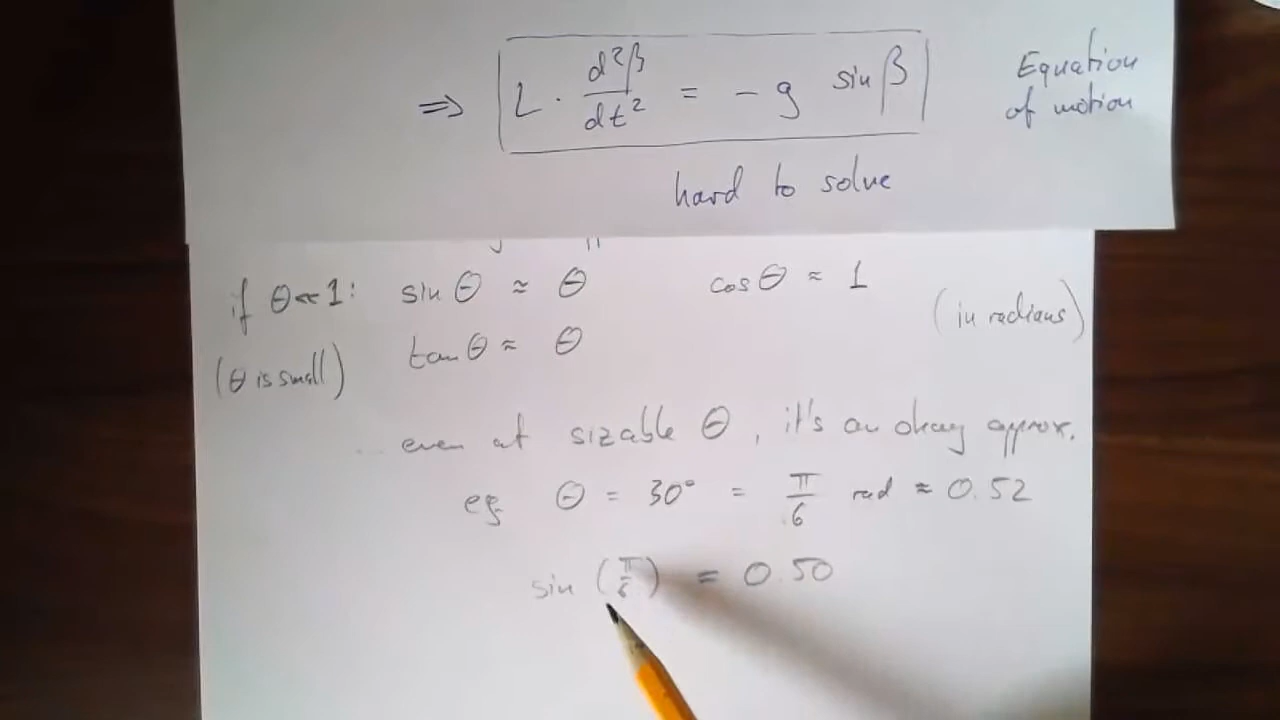 ⇒ L · d²β/dt² = - g sin β
Equation
of motion
hard to solve
if θ << 1: sin θ ≈ θ cos θ ≈ 1
(in radians)
(θ is small) tan θ ≈ θ
... even at sizable θ, it's an okay approx.
eg θ = 30° = π/6 rad ≈ 0.52
sin (π/6) = 0.50